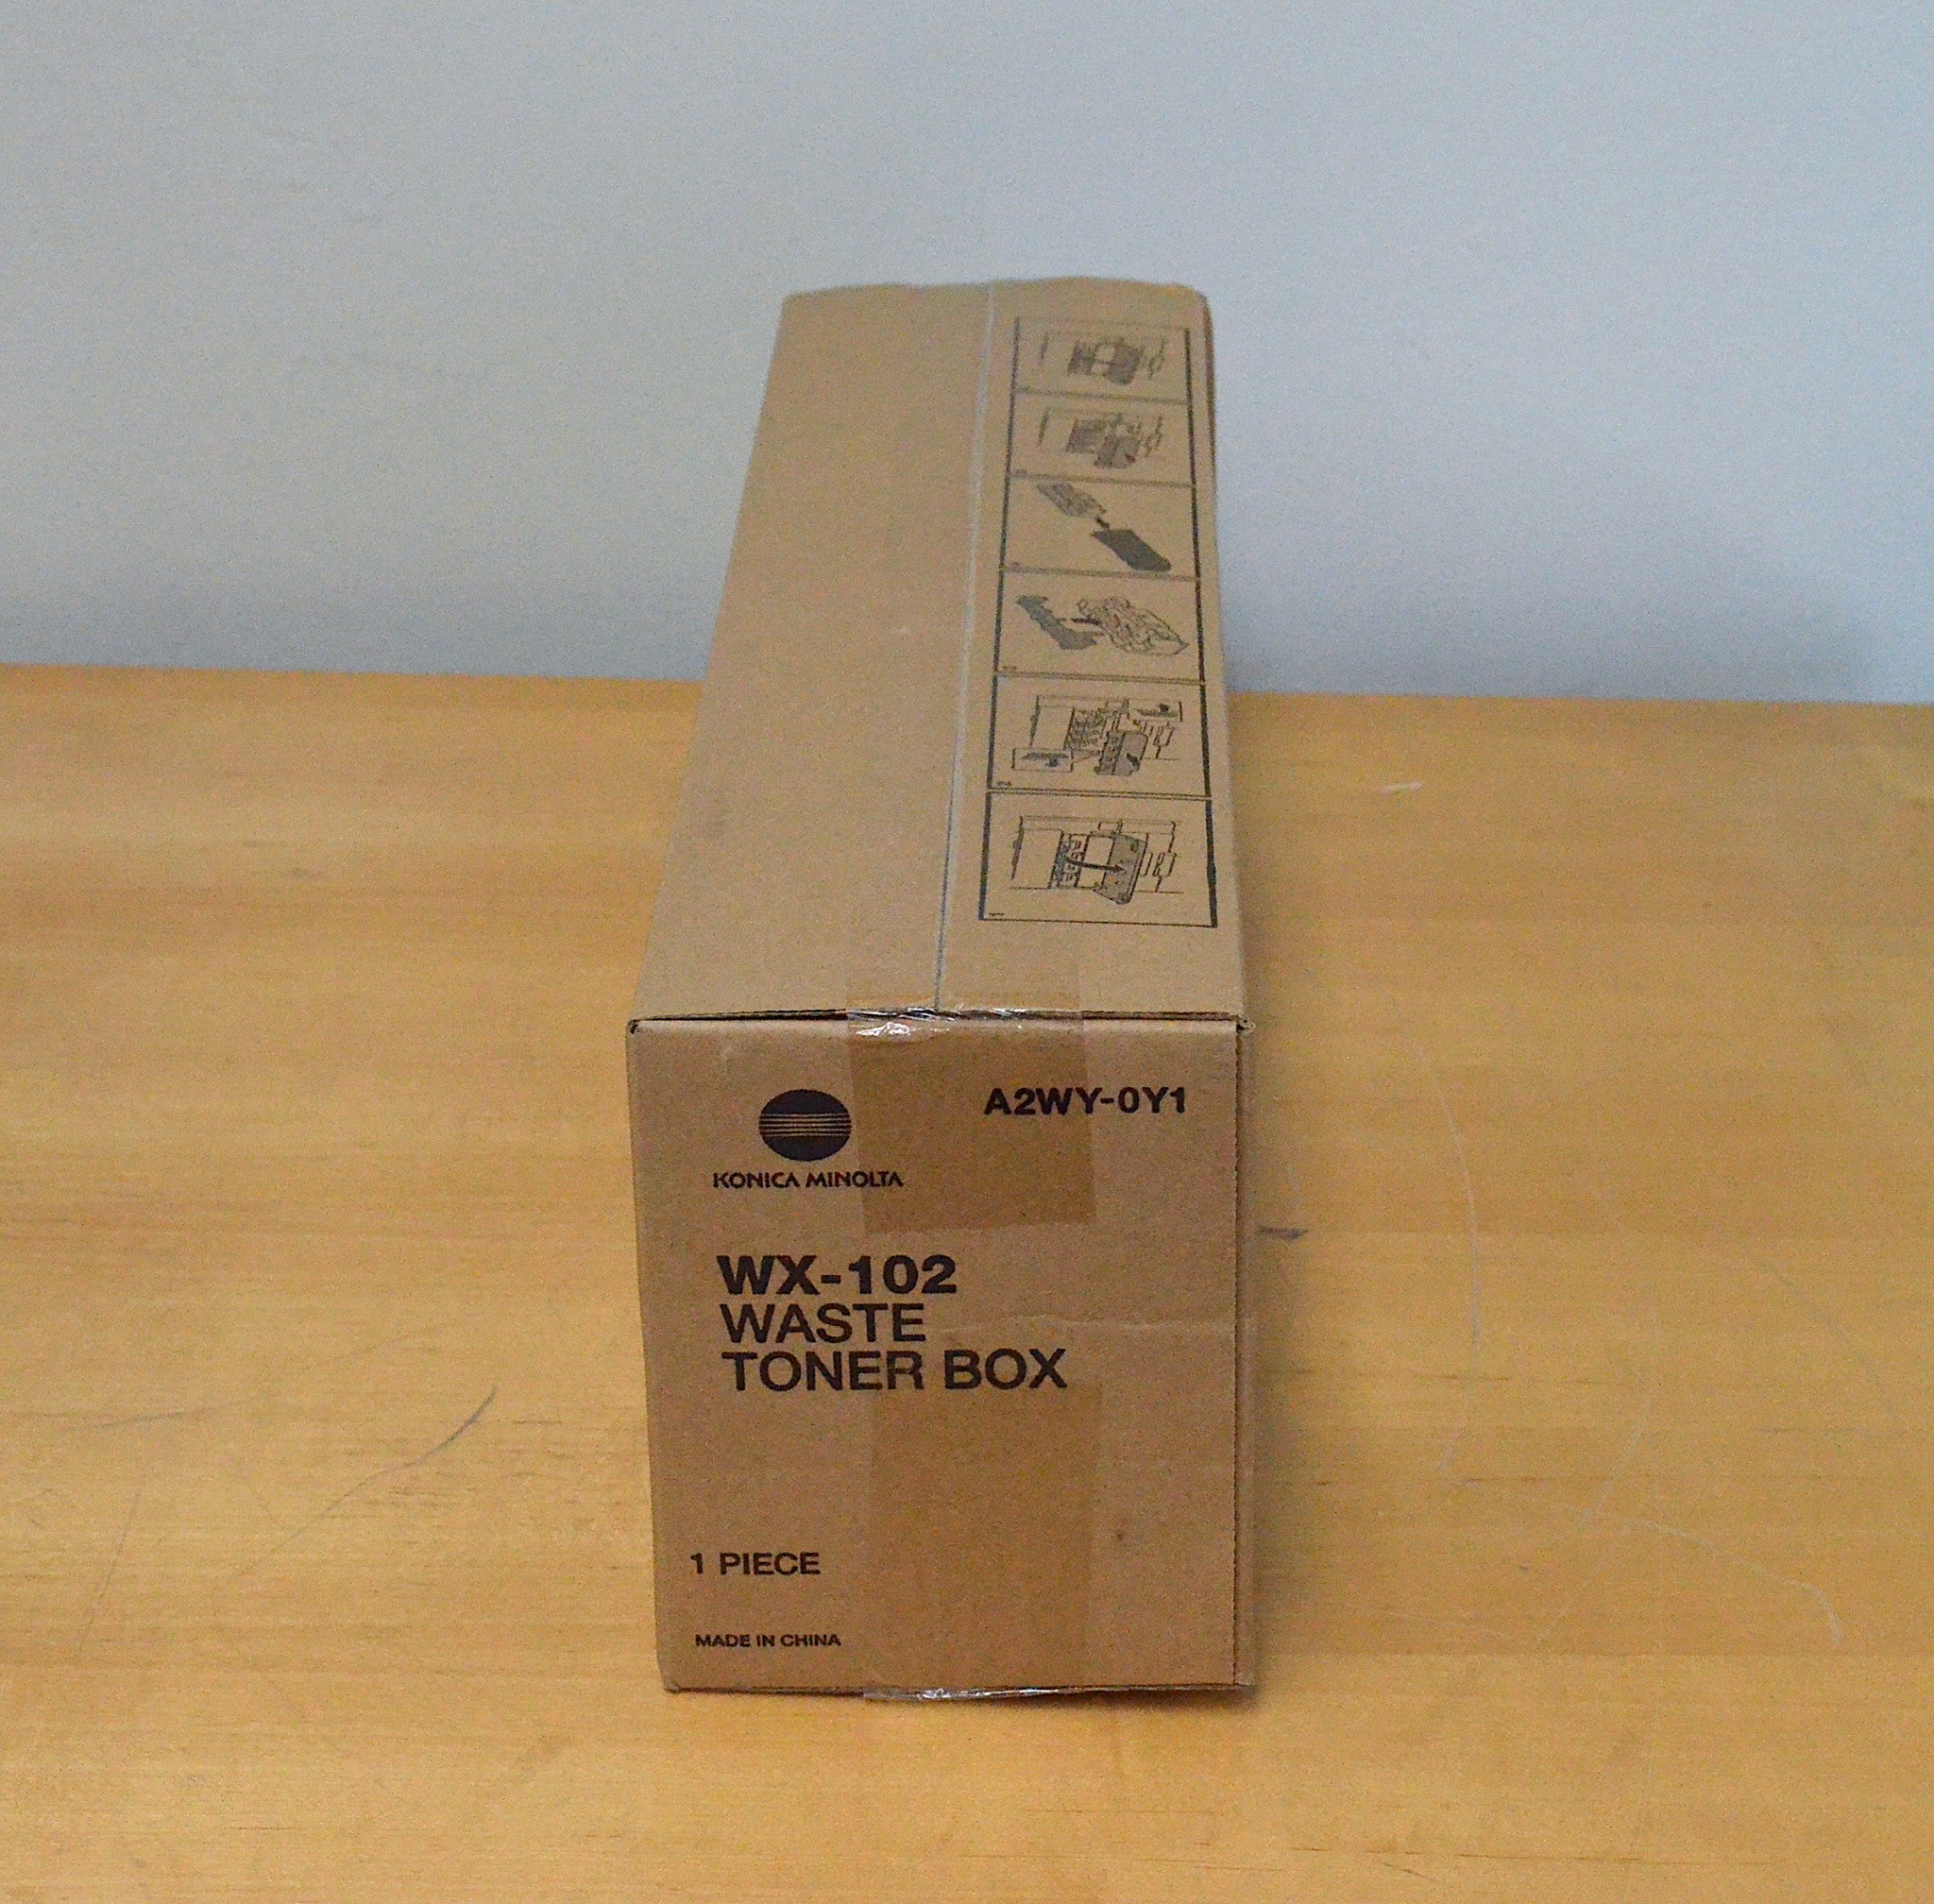 A2WY-0Y1
KONICA MINOLTA
WX-102
WASTE
TONER BOX
1 PIECE
MADE IN CHINA